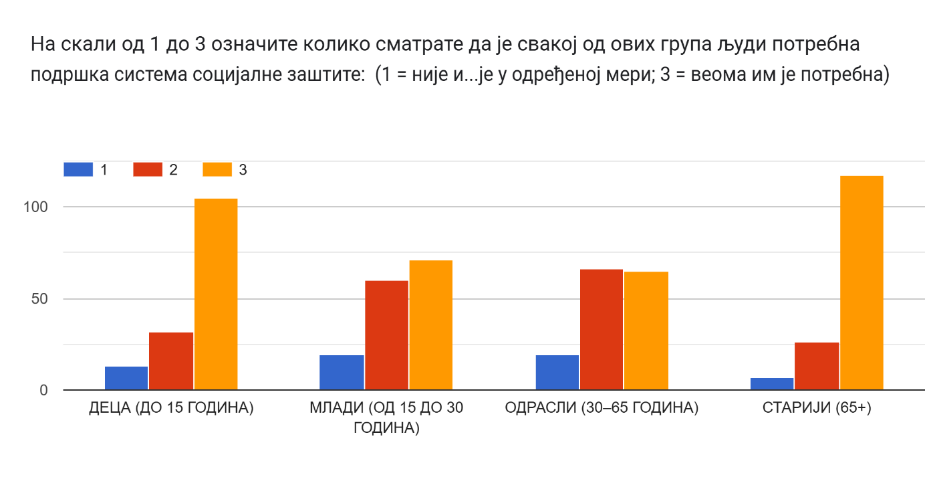 На скали од 1 до 3 означите колико сматрате да је свакој од ових група људи потребна
подршка система социјалне заштите: (1 = није и...је у одређеној мери; 3 = веома им је потребна)
1 2 3
100
50
0
ДЕЦА (ДО 15 ГОДИНА)
МЛАДИ (ОД 15 ДО 30
ГОДИНА)
ОДРАСЛИ (30–65 ГОДИНА)
СТАРИЈИ (65+)